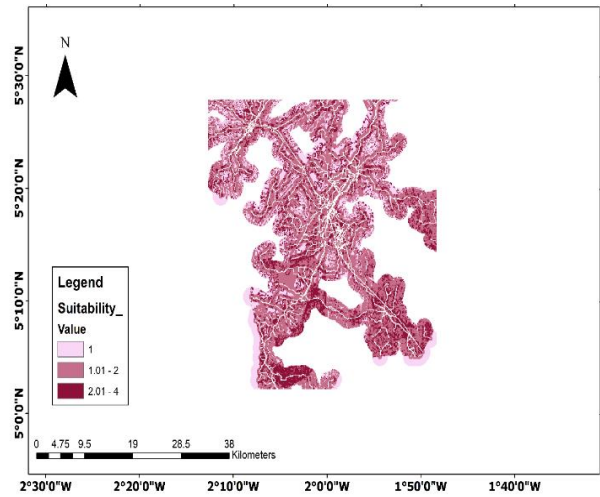 N
5°30'0"N
5°20'0"N
5°10'0"N
5°0'0"N
Legend
Suitability_
Value
1
1.01 - 2
2.01 - 4
0 4.75 9.5 19 28.5 38
Kilometers
2°30'0"W 2°20'0"W 2°10'0"W 2°0'0"W 1°50'0"W 1°40'0"W